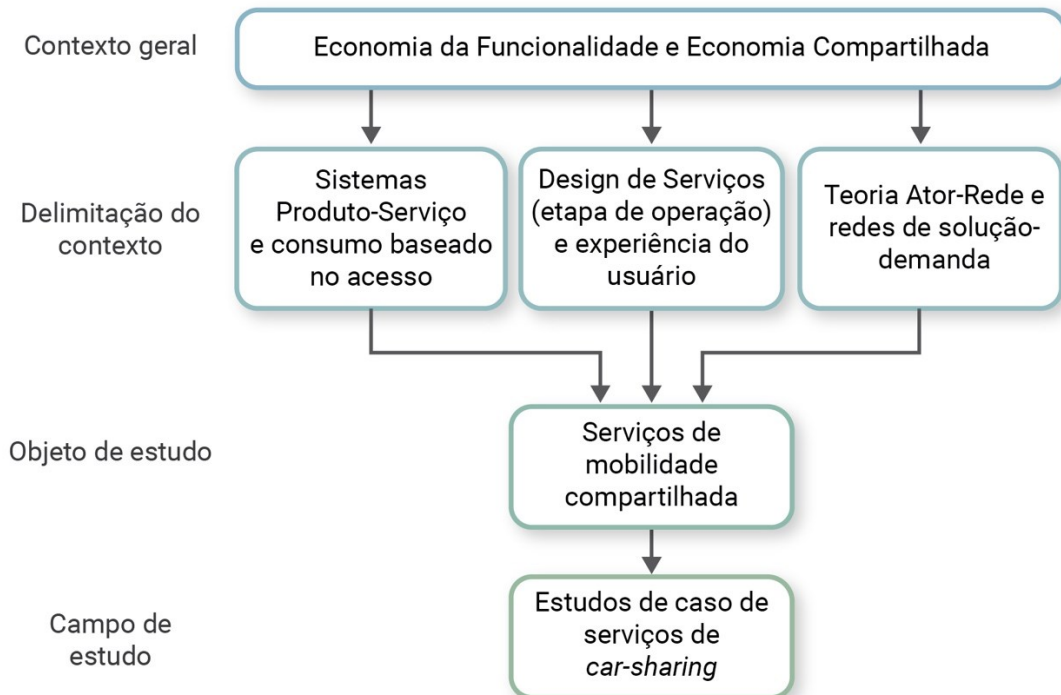 Contexto geral
Economia da Funcionalidade e Economia Compartilhada
Delimitação do
contexto
Sistemas
Produto-Serviço
e consumo baseado
no acesso
Design de Serviços
(etapa de operação)
e experiência do
usuário
Teoria Ator-Rede e
redes de solução-
demanda
Objeto de estudo
Serviços de
mobilidade
compartilhada
Campo de
estudo
Estudos de caso de
serviços de
car-sharing